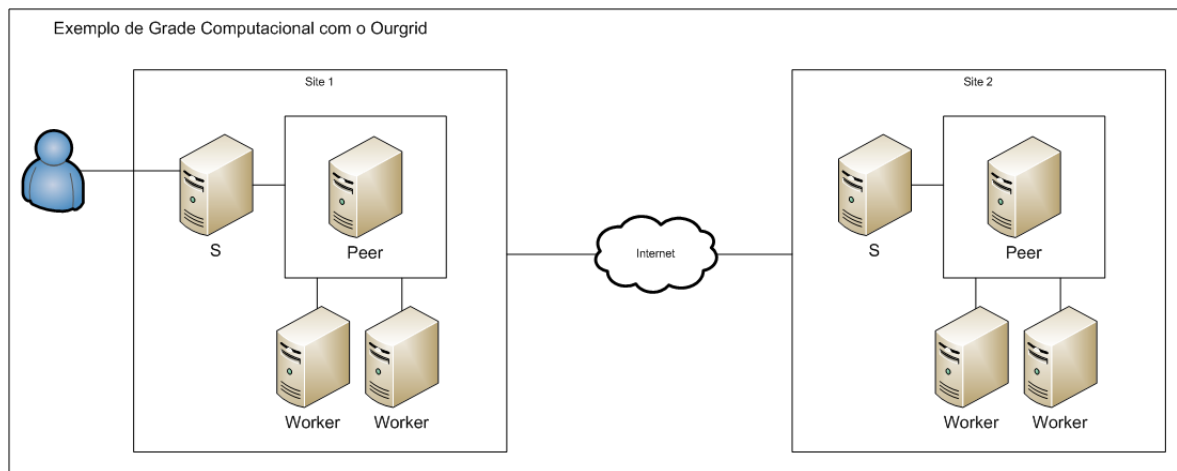 Exemplo de Grade Computacional com o Ourgrid
Site 1
S
Peer
Worker
Worker
Internet
Site 2
S
Peer
Worker
Worker